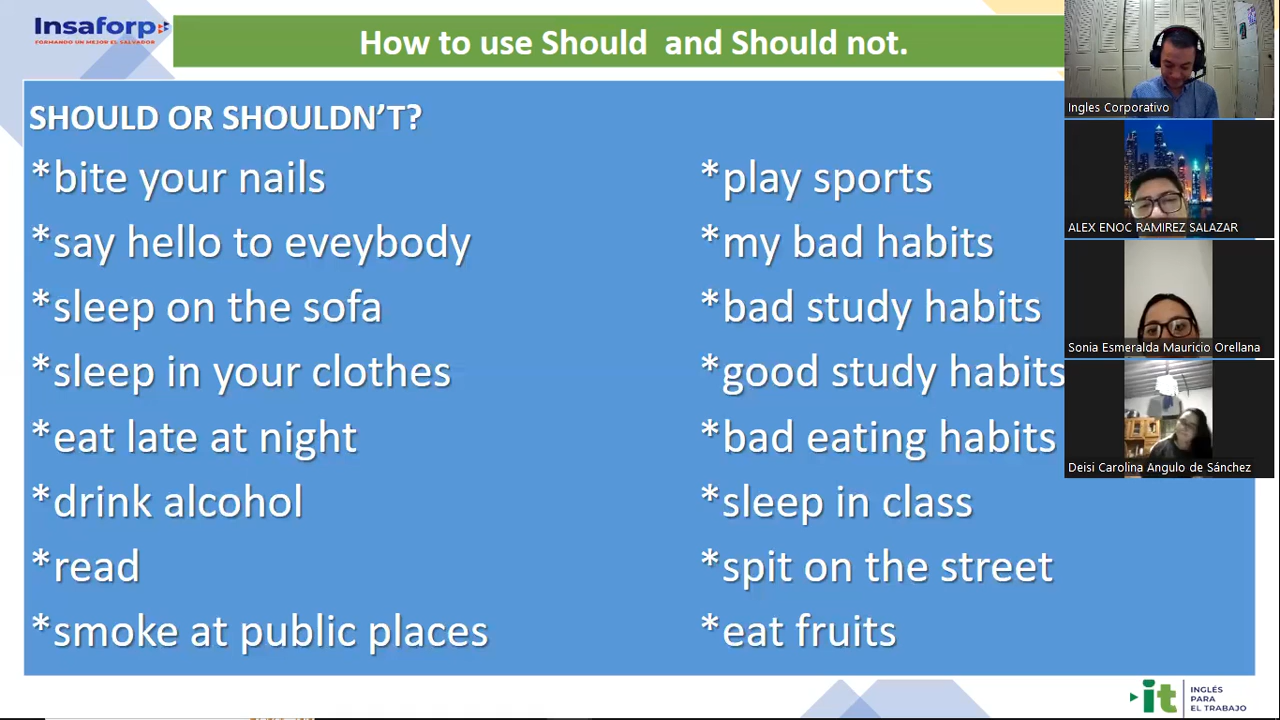 Insaforp
FORMANDO UN MEJOR EL SALVADOR
How to use Should and Should not.
SHOULD OR SHOULDN'T?
*bite your nails
*say hello to eveybody
*sleep on the sofa
*sleep in your clothes
*eat late at night
*drink alcohol
*read
*smoke at public places
*play sports
*my bad habits
*bad study habits
*good study habits
*bad eating habits
*sleep in class
*spit on the street
*eat fruits
Ingles Corporativo
ALEX ENOC RAMIREZ SALAZAR
Sonia Esmeralda Mauricio Orellana
Deisi Carolina Angulo de Sánchez
it
INGLÉS
PARA
EL TRABAJO